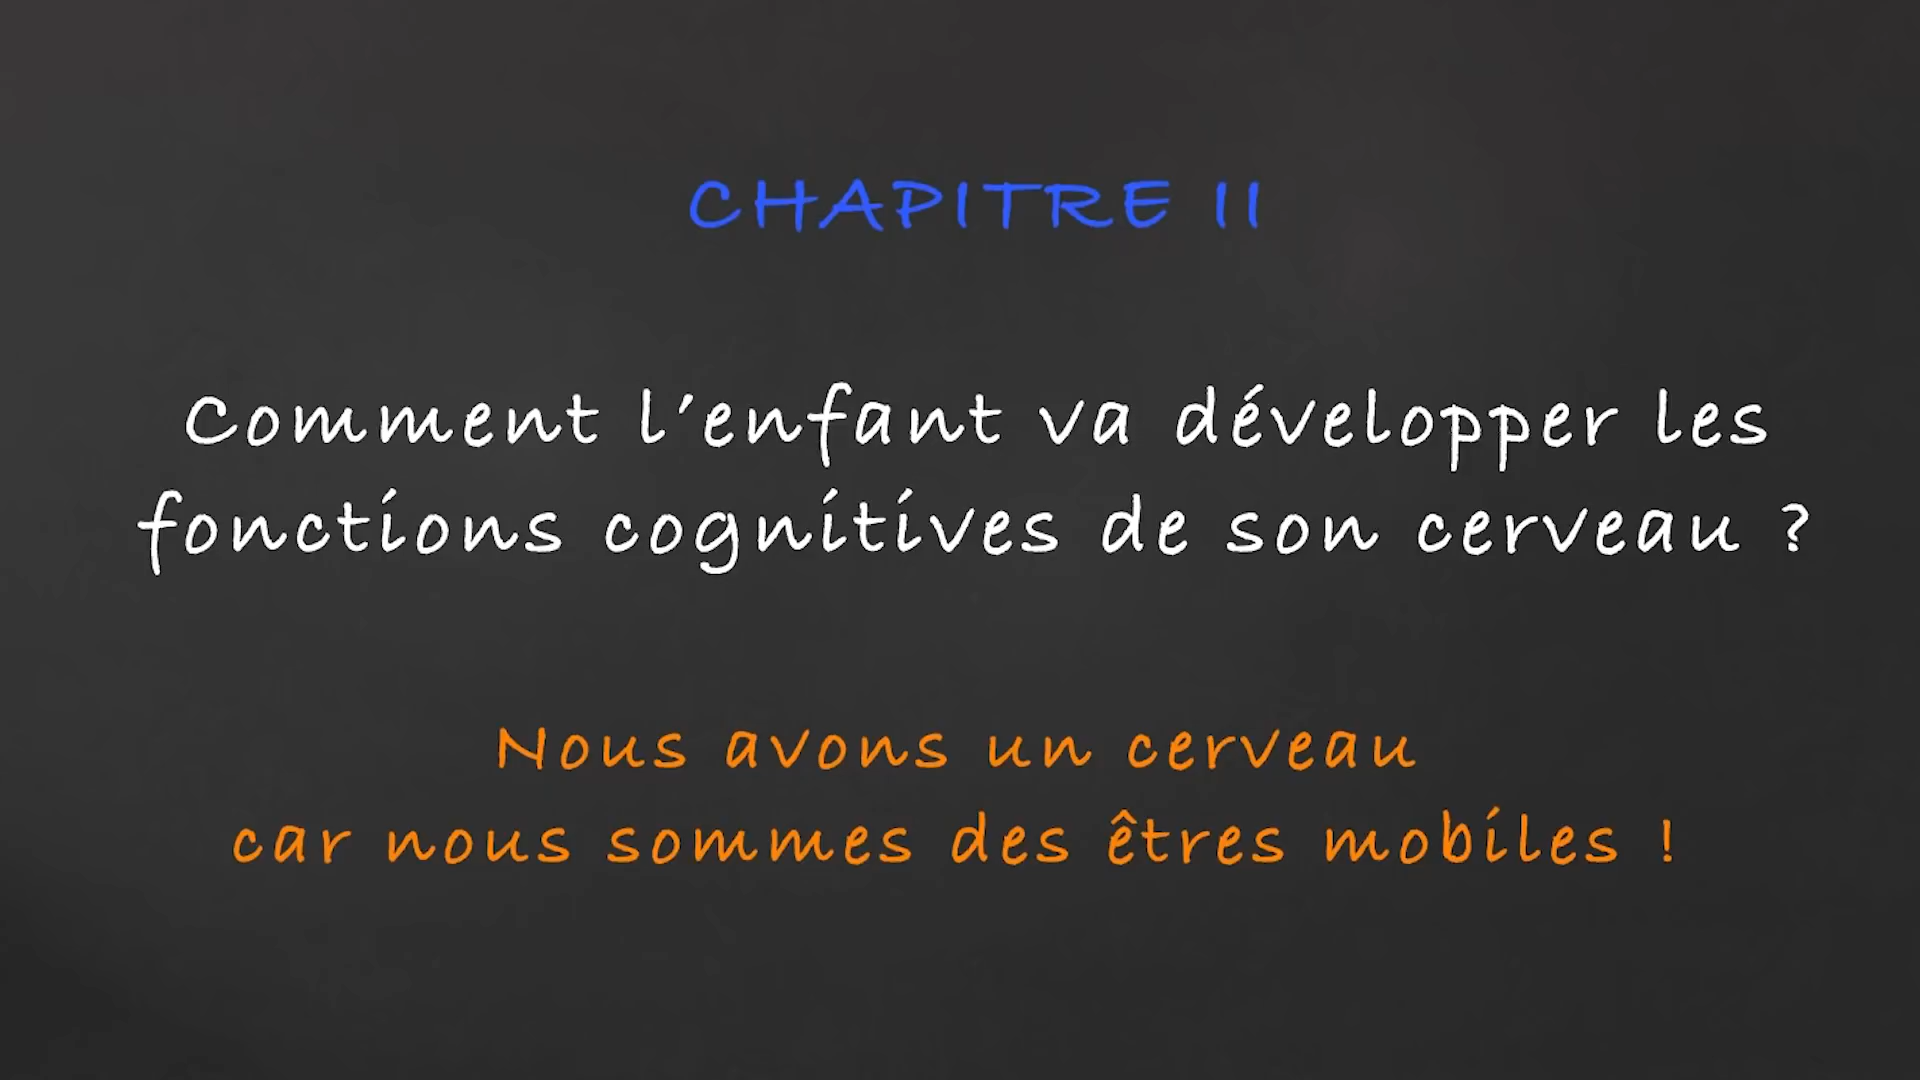 CHAPITRE II
Comment l'enfant va développer les
fonctions cognitives de son cerveau ?
Nous avons un cerveau
car nous sommes des êtres mobiles !